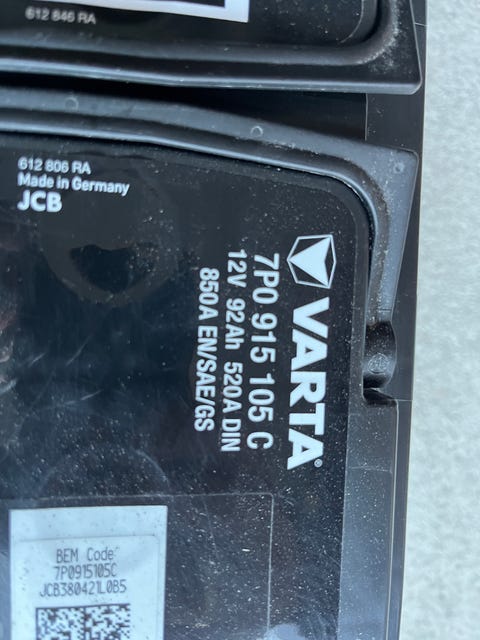 612 846 RA
612 806 RA
Made in Germany
JCB
VARTA®
7P0 915 105 C
12V 92Ah 520A DIN
850A EN/SAE/GS
BEM Code:
7P0915105C
JCB380421L0B5